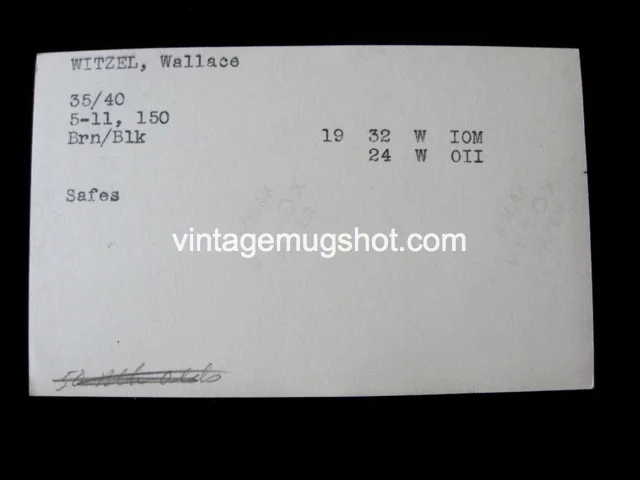 WITZEL, Wallace
35/40
5-11, 150
Brn/Blk 19 32 W IOM
24 W OII
Safes
vintagemugshot.com